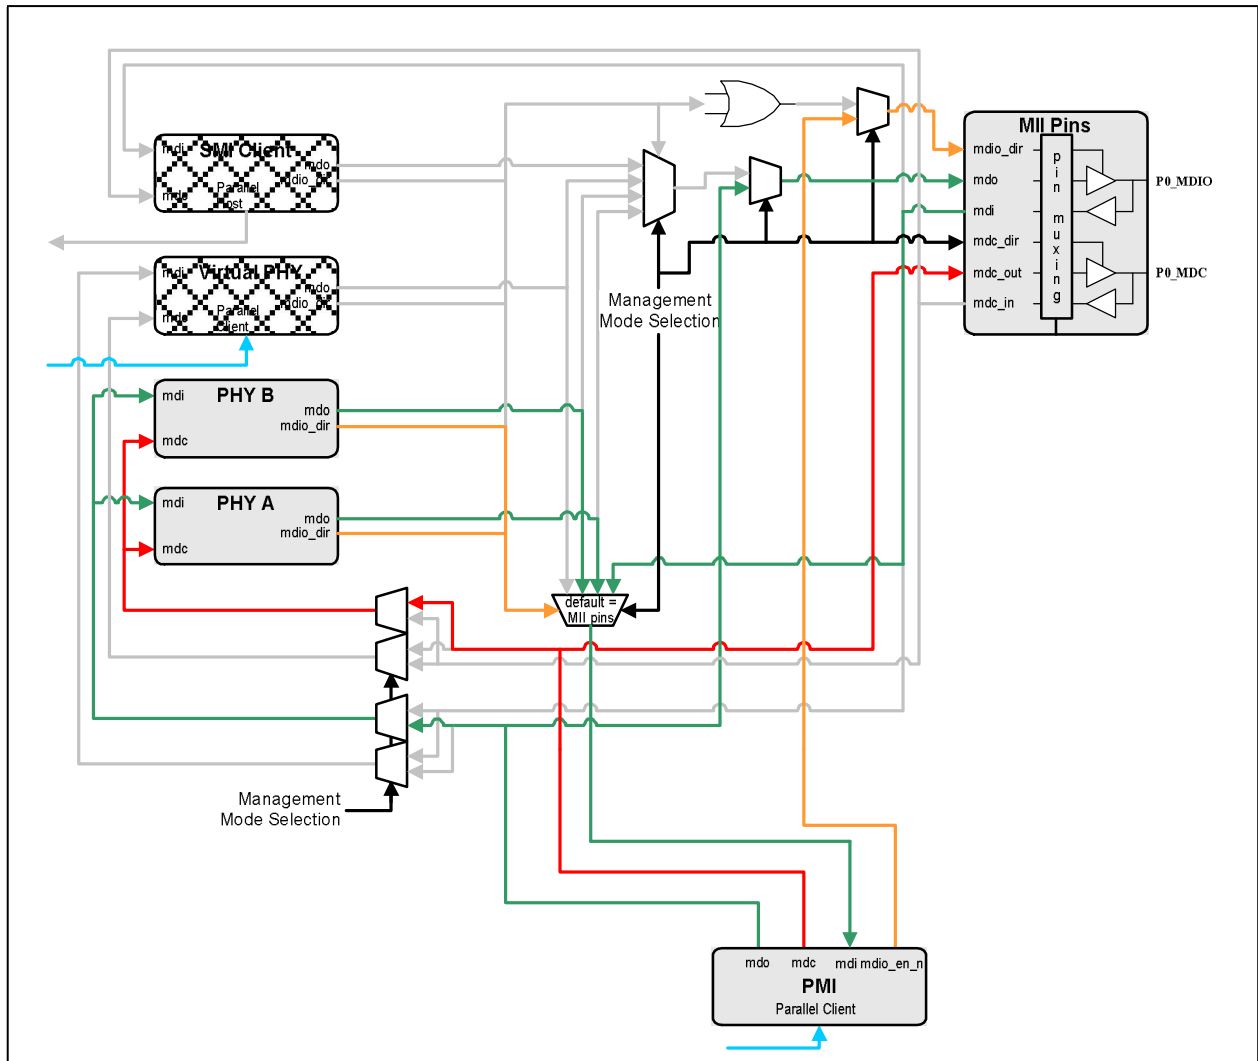 MII Pins
mdio_dir
mdo
mdi
mdc_dir
mdc_out
mdc_in
pin muxing
P0_MDIO
P0_MDC
SMI Client
mdi
mdo
mdio_dir
mdc
Parallel
Host
Virtual PHY
mdi
mdo
mdio_dir
mdc
Parallel
Client
Management
Mode Selection
PHY B
mdi
mdo
mdio_dir
mdc
PHY A
mdi
mdo
mdio_dir
mdc
default =
MII pins
Management
Mode Selection
mdo mdc mdi mdio_en_n
PMI
Parallel Client